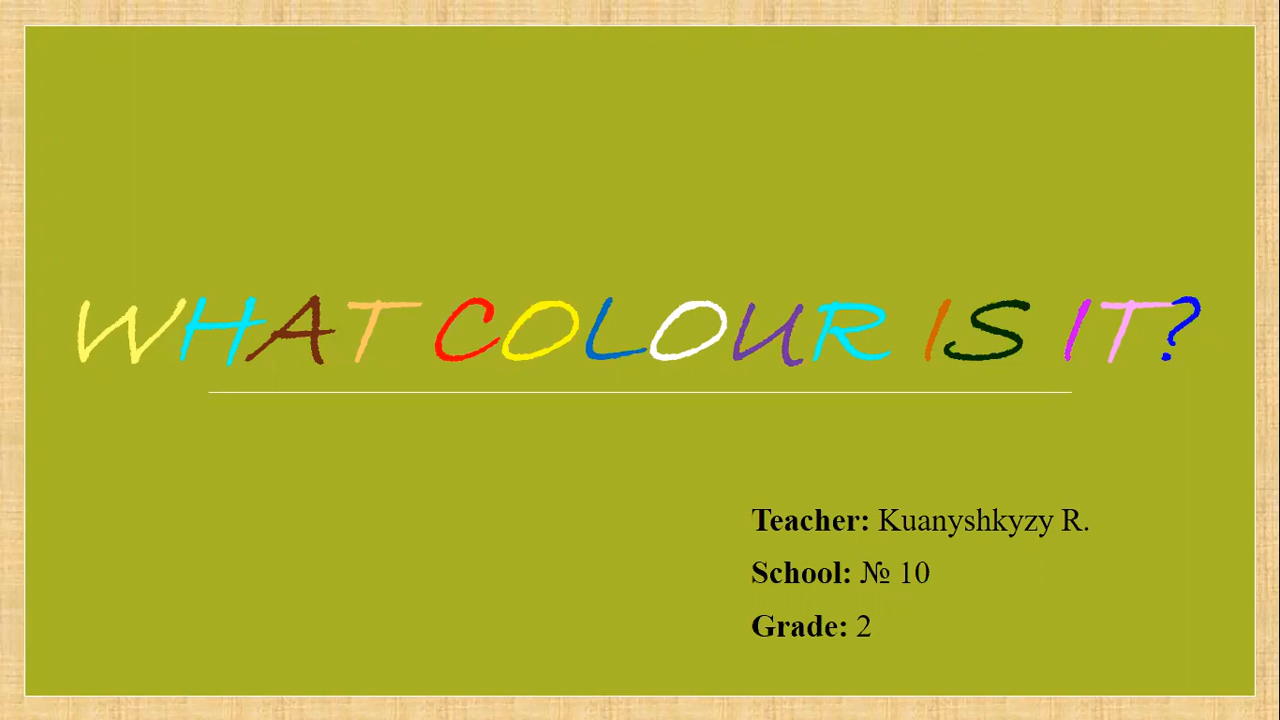 WHAT COLOUR IS IT?
Teacher: Kuanyshkyzy R.
School: № 10
Grade: 2